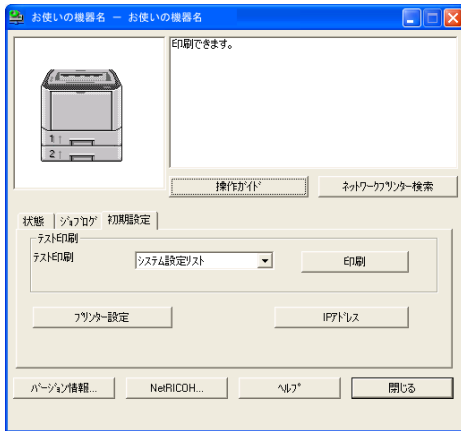 お使いの機器名 － お使いの機器名
印刷できます。
1
2
操作ガイド
ネットワークプリンター検索
状態
ジョブログ
初期設定
テスト印刷
テスト印刷
システム設定リスト
印刷
プリンター設定
IPアドレス
バージョン情報...
NetRICOH...
ヘルプ
閉じる